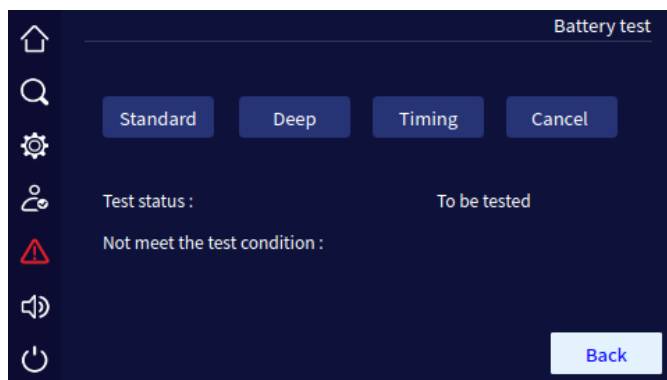 Battery test
Standard Deep Timing Cancel
Test status : To be tested
Not meet the test condition :
Back